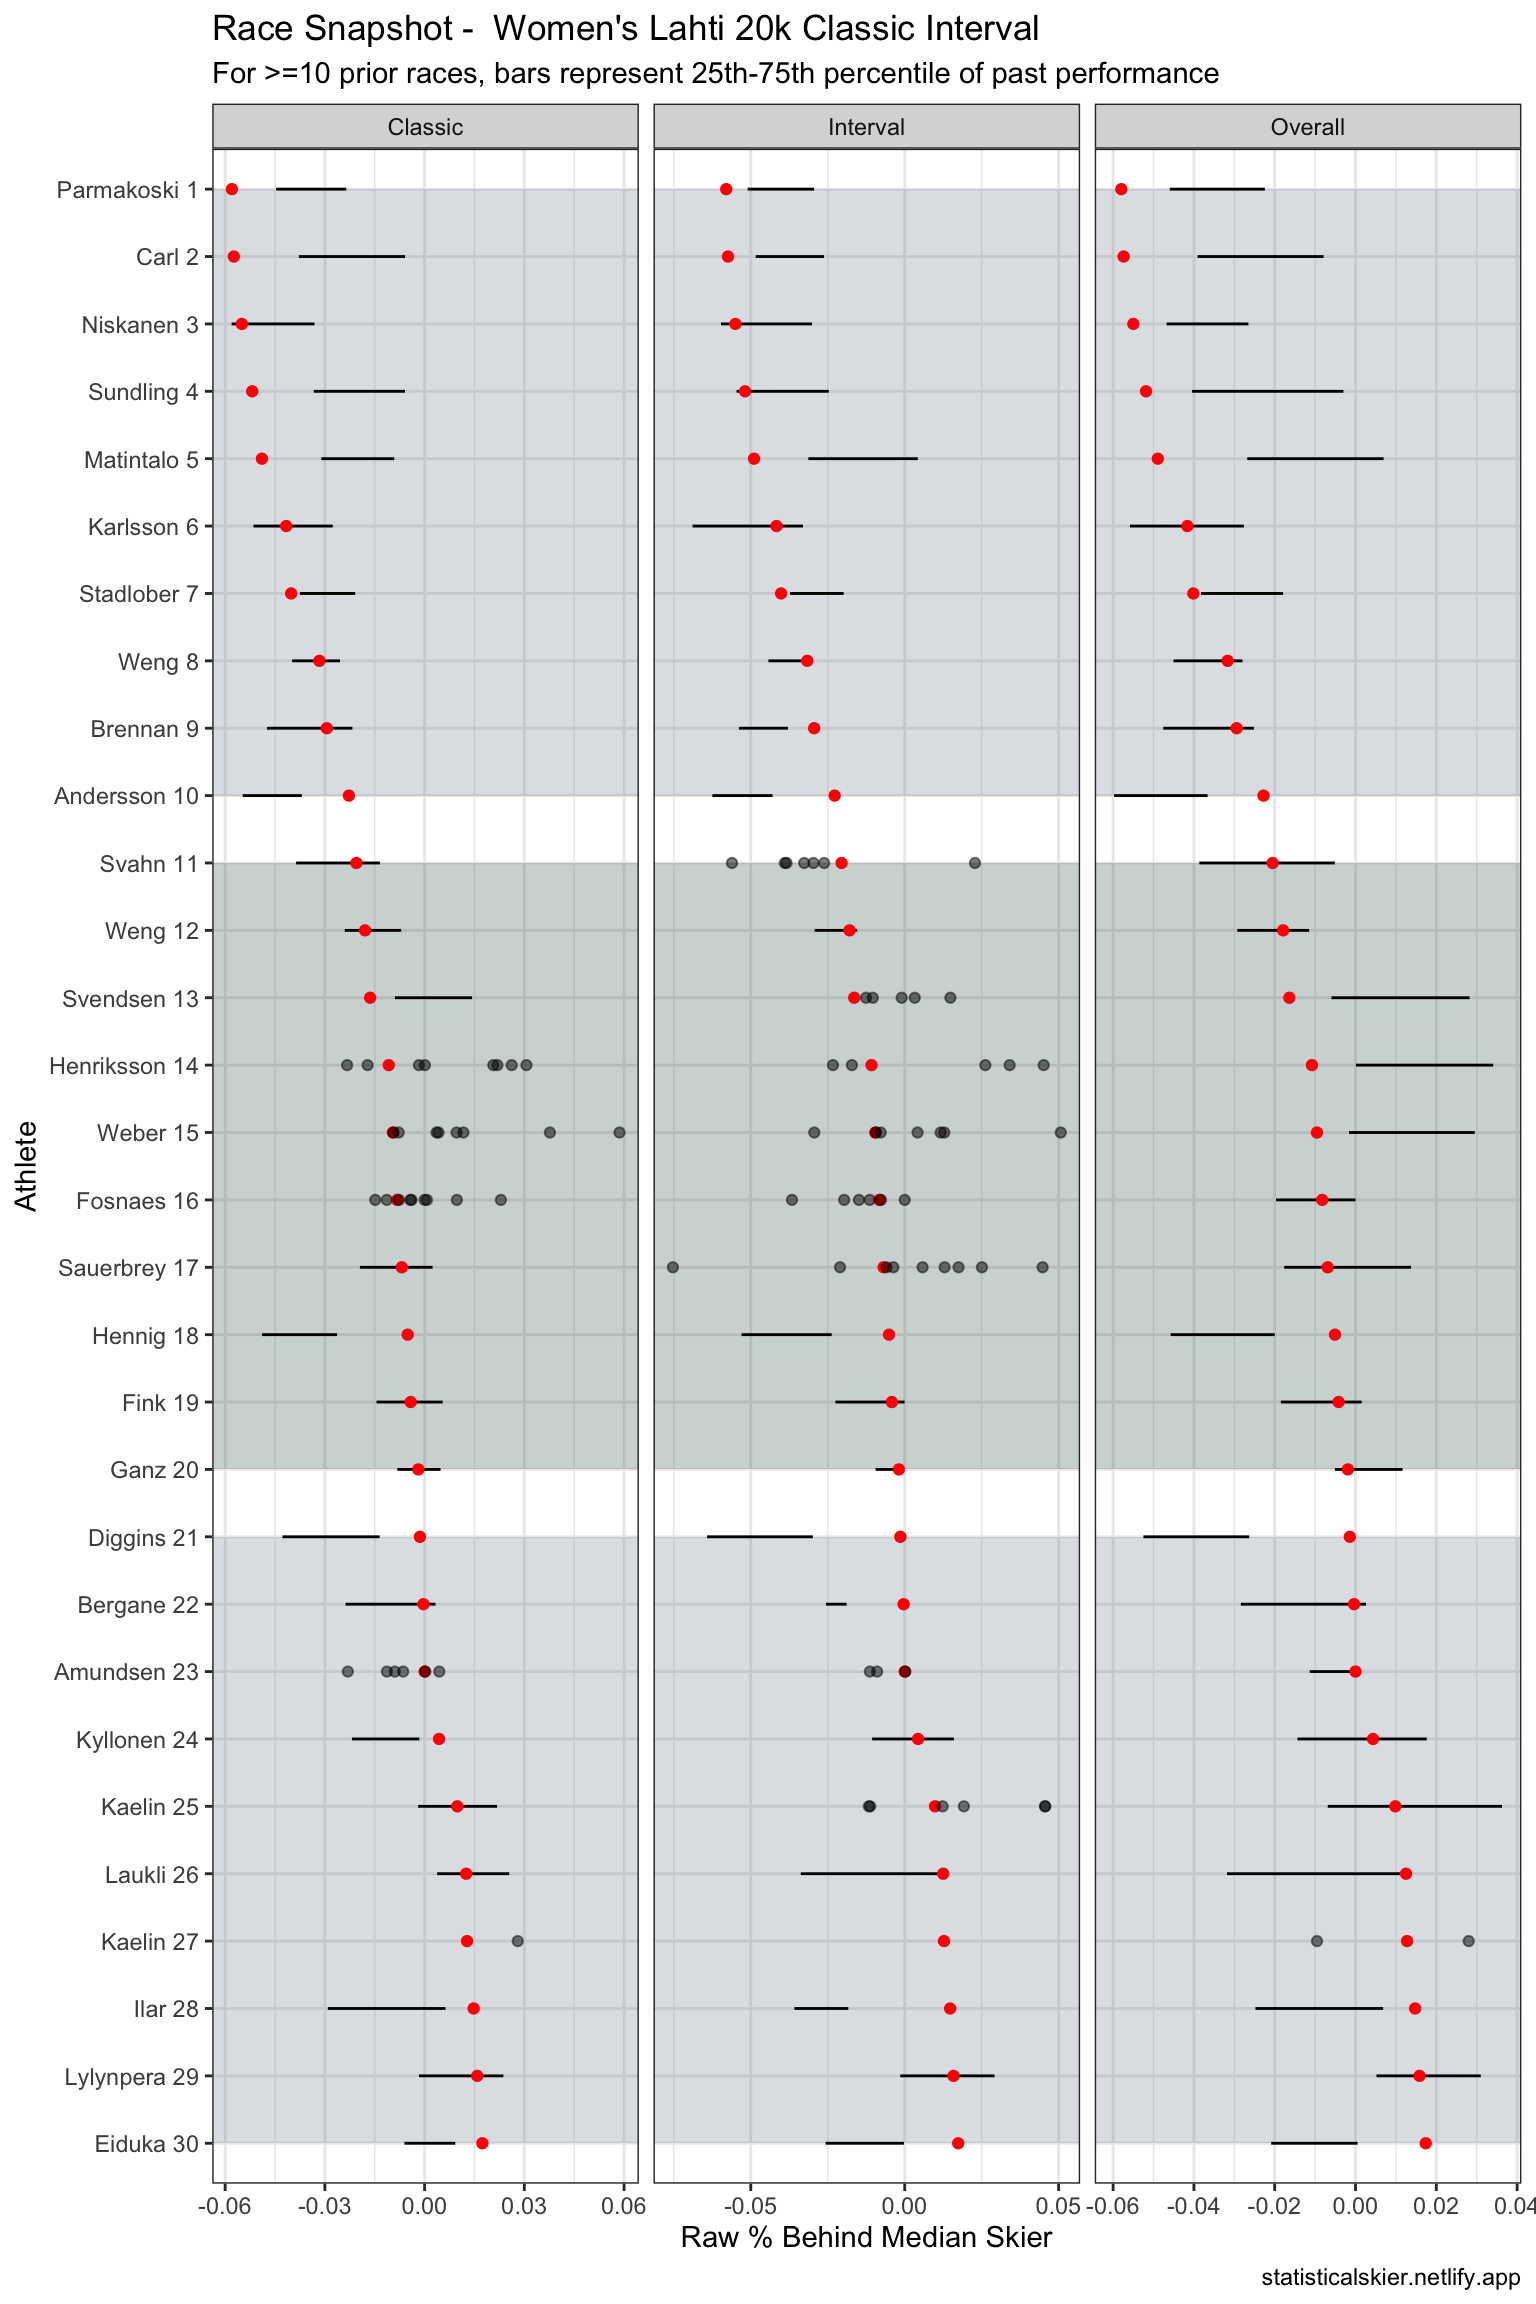 Race Snapshot -  Women's Lahti 20k Classic Interval
For >=10 prior races, bars represent 25th-75th percentile of past performance
Classic Interval Overall
Athlete
Parmakoski 1
Carl 2
Niskanen 3
Sundling 4
Matintalo 5
Karlsson 6
Stadlober 7
Weng 8
Brennan 9
Andersson 10
Svahn 11
Weng 12
Svendsen 13
Henriksson 14
Weber 15
Fosnaes 16
Sauerbrey 17
Hennig 18
Fink 19
Ganz 20
Diggins 21
Bergane 22
Amundsen 23
Kyllonen 24
Kaelin 25
Laukli 26
Kaelin 27
Ilar 28
Lylynpera 29
Eiduka 30
-0.06 -0.03 0.00 0.03 0.06 -0.05 0.00 0.05 -0.06 -0.04 -0.02 0.00 0.02 0.04
Raw % Behind Median Skier
statisticalskier.netlify.app